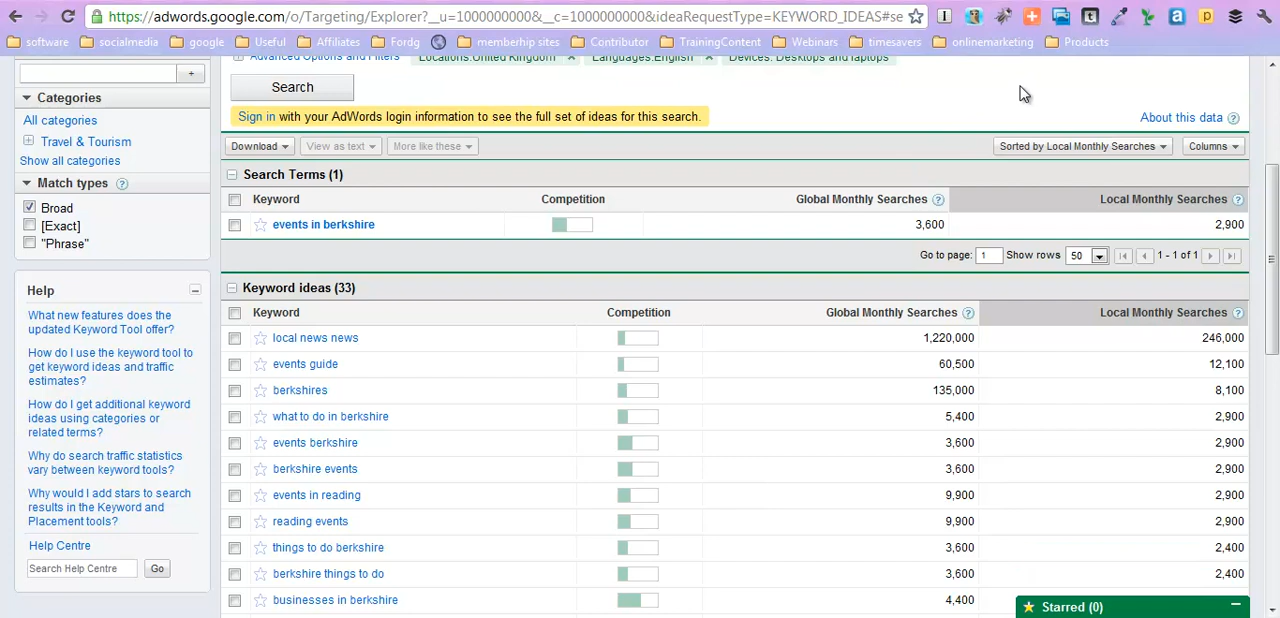 https://adwords.google.com/o/Targeting/Explorer?__u=1000000000&__c=1000000000&ideaRequestType=KEYWORD_IDEAS#se
software socialmedia google Useful Affiliates Fordg memberhip sites Contributor TrainingContent Webinars timesavers onlinemarketing Products
Advanced Options and Filters Locations:United Kingdom × Languages:English × Devices: Desktops and laptops
+
Search
Categories
All categories
Travel & Tourism
Show all categories
Match types ?
Broad
[Exact]
"Phrase"
Help
What new features does the
updated Keyword Tool offer?
How do I use the keyword tool to
get keyword ideas and traffic
estimates?
How do I get additional keyword
ideas using categories or
related terms?
Why do search traffic statistics
vary between keyword tools?
Why would I add stars to search
results in the Keyword and
Placement tools?
Help Centre
Search Help Centre Go
Sign in with your AdWords login information to see the full set of ideas for this search.
About this data ?
Download View as text More like these Sorted by Local Monthly Searches Columns
Search Terms (1)
Keyword Competition Global Monthly Searches ? Local Monthly Searches ?
events in berkshire 3,600 2,900
Go to page: 1 Show rows 50 1 - 1 of 1
Keyword ideas (33)
Keyword Competition Global Monthly Searches ? Local Monthly Searches ?
local news news 1,220,000 246,000
events guide 60,500 12,100
berkshires 135,000 8,100
what to do in berkshire 5,400 2,900
events berkshire 3,600 2,900
berkshire events 3,600 2,900
events in reading 9,900 2,900
reading events 9,900 2,900
things to do berkshire 3,600 2,400
berkshire things to do 3,600 2,400
businesses in berkshire 4,400
Starred (0)